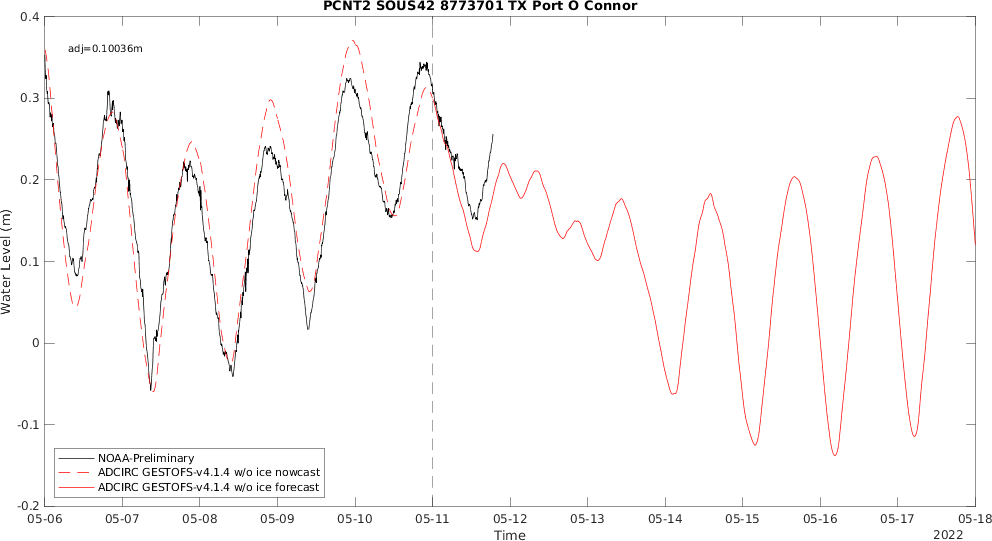 PCNT2 SOUS42 8773701 TX Port O Connor
adj=0.10036m
0.4
0.3
0.2
0.1
0
-0.1
-0.2
Water Level (m)
NOAA-Preliminary
ADCIRC GESTOFS-v4.1.4 w/o ice nowcast
ADCIRC GESTOFS-v4.1.4 w/o ice forecast
05-06 05-07 05-08 05-09 05-10 05-11 05-12 05-13 05-14 05-15 05-16 05-17 05-18
Time
2022